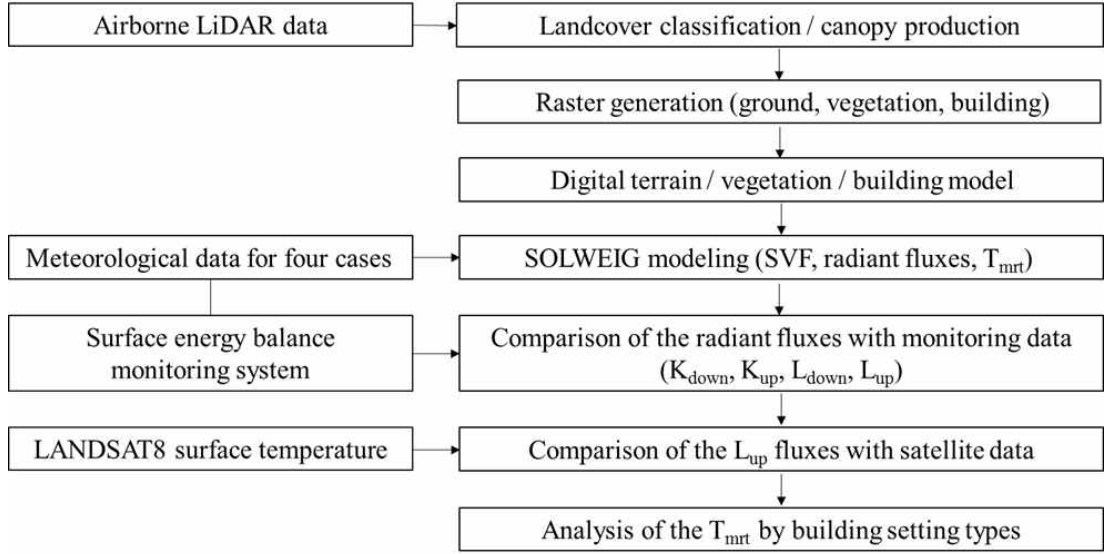 Airborne LiDAR data
Landcover classification / canopy production
Raster generation (ground, vegetation, building)
Digital terrain / vegetation / building model
Meteorological data for four cases
SOLWEIG modeling (SVF, radiant fluxes, Tmrt)
Surface energy balance
monitoring system
Comparison of the radiant fluxes with monitoring data
(Kdown, Kup, Ldown, Lup)
LANDSAT8 surface temperature
Comparison of the Lup fluxes with satellite data
Analysis of the Tmrt by building setting types